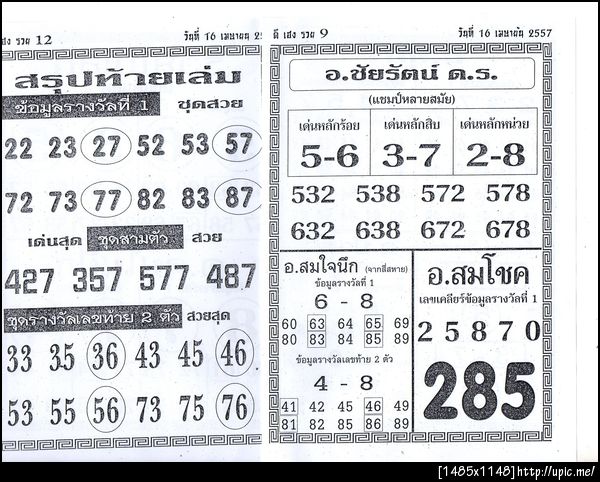 เฮง รวย 12 วันที่ 16 เมษายน 2
สรุปท้ายเล่ม
ข้อมูลรางวัลที่ 1 ชุดสวย
22 23 27 52 53 57
72 73 77 82 83 87
เด่นสุด ชุดสามตัว สวย
427 357 577 487
ชุดรางวัลเลขท้าย 2 ตัว สวยสุด
33 35 36 43 45 46
53 55 56 73 75 76
ดี เฮง รวย 9 วันที่ 16 เมษายน 2557
อ.ชัยรัตน์ ด.ร.
(แชมป์หลายสมัย)
เด่นหลักร้อย เด่นหลักสิบ เด่นหลักหน่วย
5-6 3-7 2-8
532 538 572 578
632 638 672 678
อ.สมใจนึก (จากสี่สหาย)
ข้อมูลรางวัลที่ 1
6 - 8
60 63 64 65 69
80 83 84 85 89
ข้อมูลรางวัลเลขท้าย 2 ตัว
4 - 8
41 42 45 46 49
81 82 85 86 89
อ.สมโชค
เลขเคลียร์ข้อมูลรางวัลที่ 1
2 5 8 7 0
285
[1485x1148]http://upic.me/